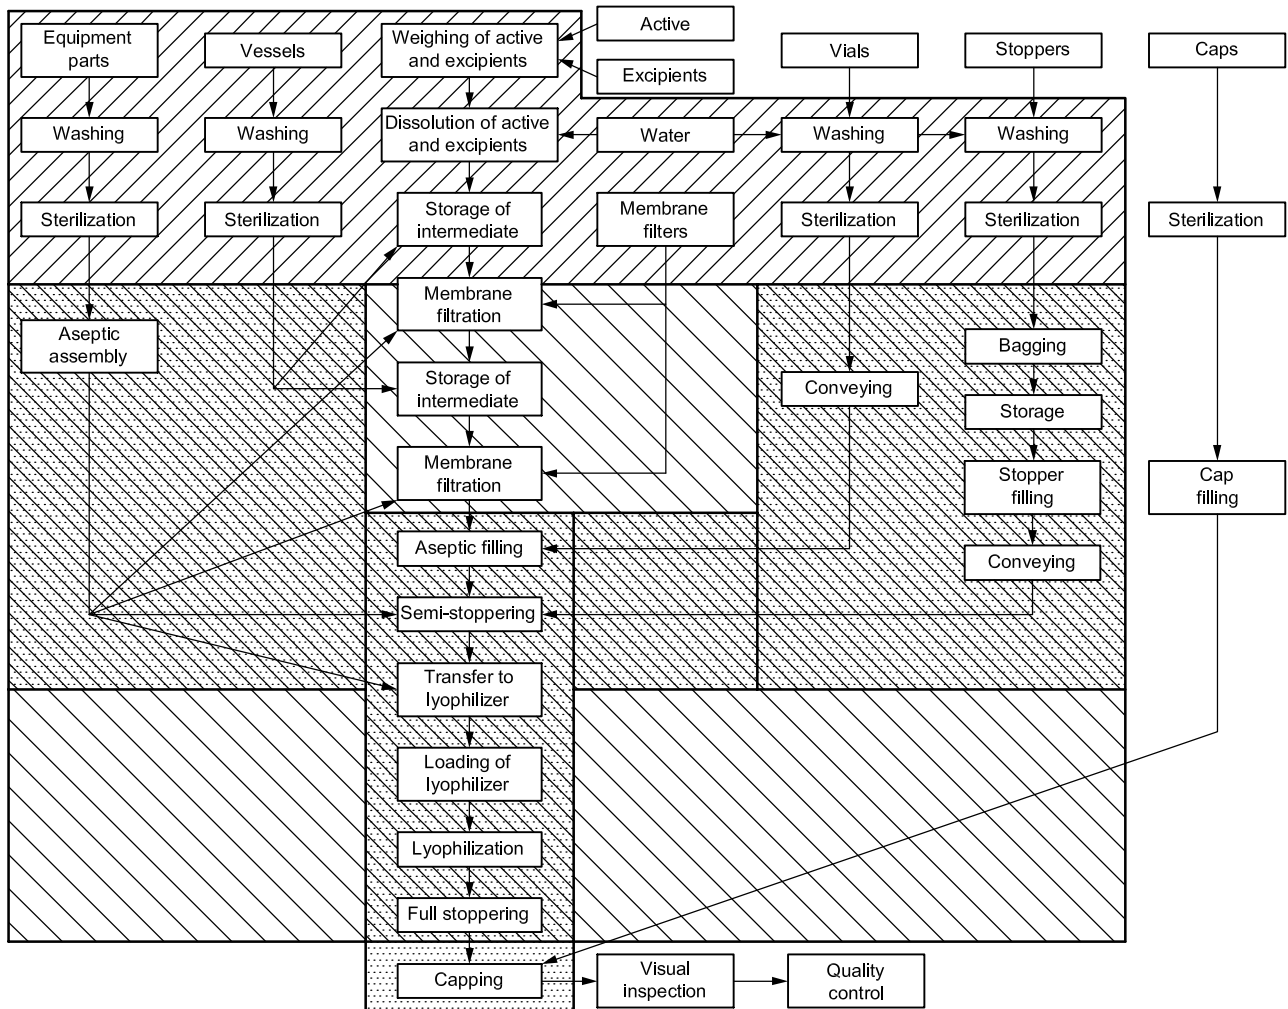 Equipment
parts
Vessels
Weighing of active
and excipients
Active
Excipients
Vials
Stoppers
Caps
Washing
Washing
Dissolution of active
and excipients
Water
Washing
Washing
Sterilization
Sterilization
Storage of
intermediate
Membrane
filters
Sterilization
Sterilization
Sterilization
Aseptic
assembly
Membrane
filtration
Bagging
Storage of
intermediate
Conveying
Storage
Membrane
filtration
Stopper
filling
Cap
filling
Aseptic filling
Conveying
Semi-stoppering
Transfer to
lyophilizer
Loading of
lyophilizer
Lyophilization
Full stoppering
Capping
Visual
inspection
Quality
control